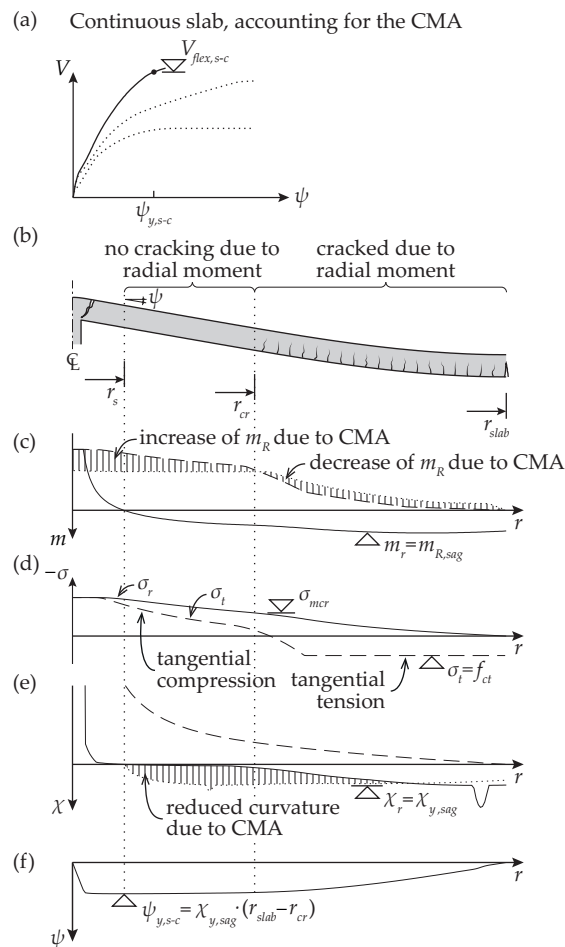 (a) Continuous slab, accounting for the CMA
V
V_flex,s-c
ψ
ψ_y,s-c
(b)
no cracking due to radial moment
cracked due to radial moment
ψ
℄
r_s
r_cr
r_slab
(c)
increase of m_R due to CMA
decrease of m_R due to CMA
r
m
m_r=m_R,sag
(d)
-σ
σ_r
σ_t
σ_mcr
r
tangential compression
tangential tension
σ_t=f_ct
(e)
r
χ
reduced curvature due to CMA
χ_r=χ_y,sag
(f)
r
ψ
ψ_y,s-c=χ_y,sag·(r_slab-r_cr)